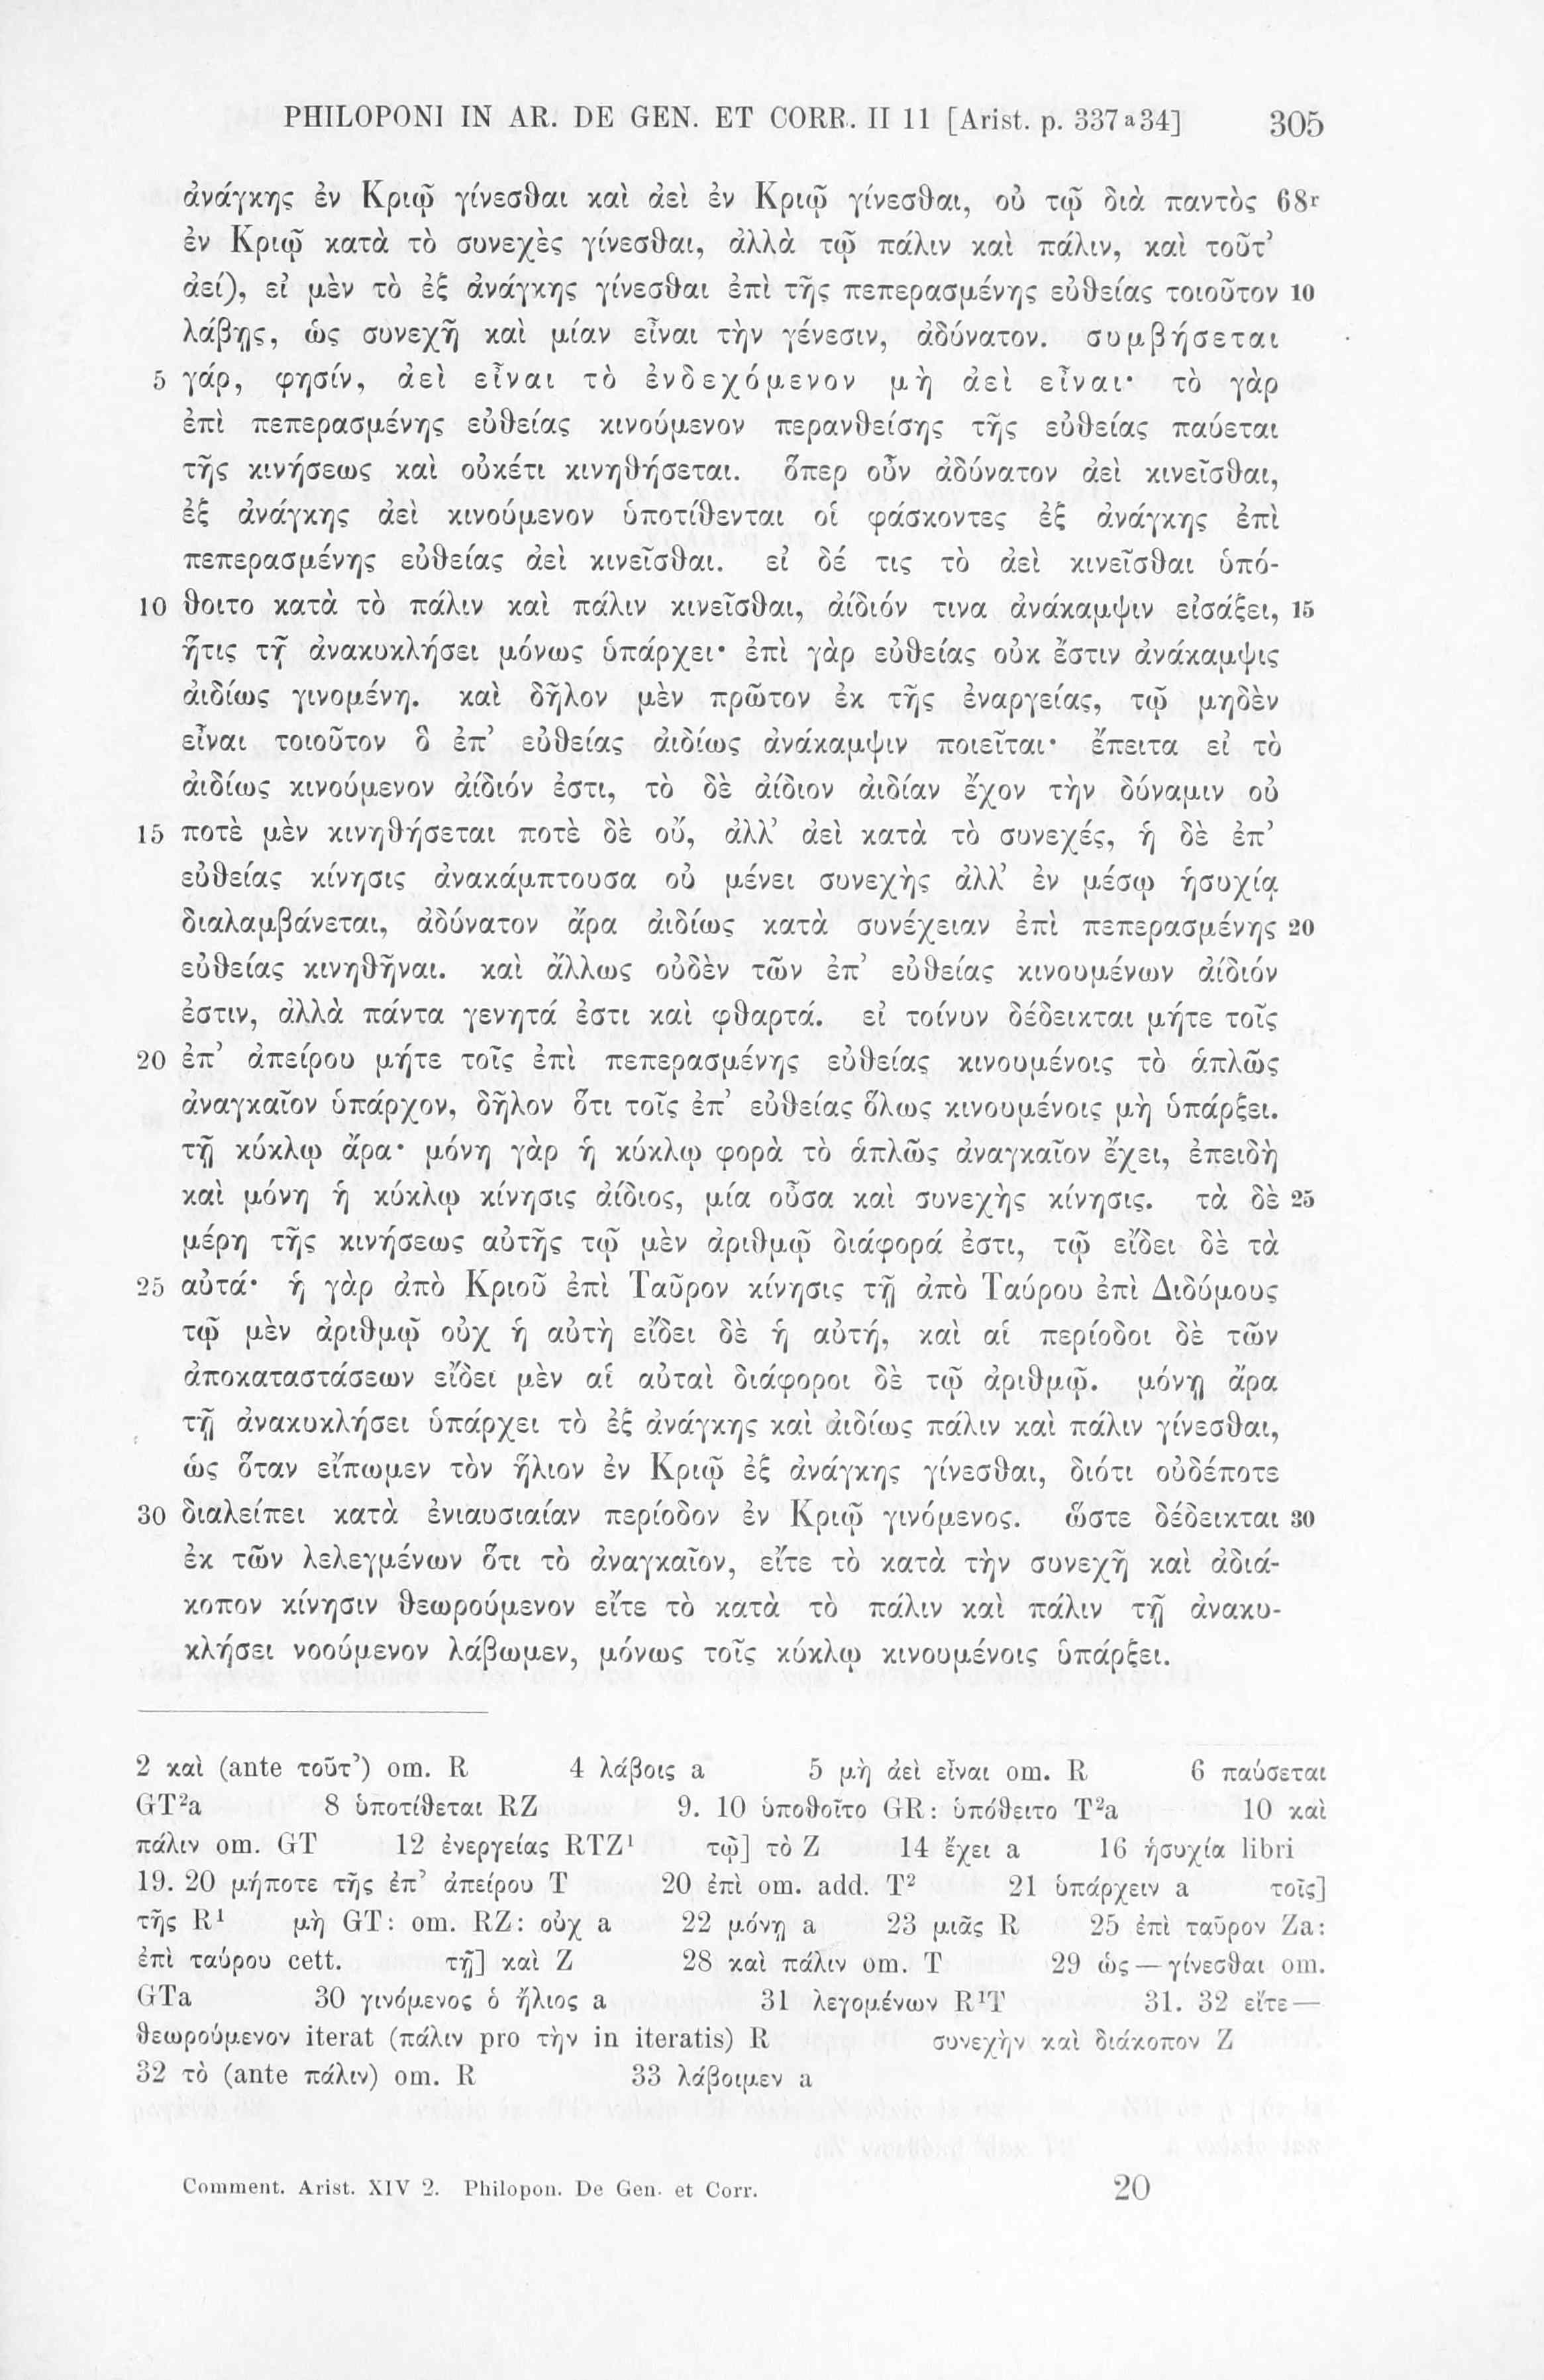 PHILOPONI IN AR. DE GEN. ET CORR. II 11 [Arist. p. 337a34] 305
ἀνάγκης ἐν Κριῷ γίνεσθαι καὶ ἀεὶ ἐν Κριῷ γίνεσθαι, οὐ τῷ διὰ παντὸς 68r
ἐν Κριῷ κατὰ τὸ συνεχὲς γίνεσθαι, ἀλλὰ τῷ πάλιν καὶ πάλιν, καὶ τοῦτ’
ἀεί), εἰ μὲν τὸ ἐξ ἀνάγκης γίνεσθαι ἐπὶ τῆς πεπερασμένης εὐθείας τοιοῦτον 10
λάβῃς, ὡς συνεχῆ καὶ μίαν εἶναι τὴν γένεσιν, ἀδύνατον. συμβήσεται
5 γάρ, φησίν, ἀεὶ εἶναι τὸ ἐνδεχόμενον μὴ ἀεὶ εἶναι· τὸ γὰρ
ἐπὶ πεπερασμένης εὐθείας κινούμενον περανθείσης τῆς εὐθείας παύεται
τῆς κινήσεως καὶ οὐκέτι κινηθήσεται. ὅπερ οὖν ἀδύνατον ἀεὶ κινεῖσθαι,
ἐξ ἀνάγκης ἀεὶ κινούμενον ὑποτίθενται οἱ φάσκοντες ἐξ ἀνάγκης ἐπὶ
πεπερασμένης εὐθείας ἀεὶ κινεῖσθαι. εἰ δέ τις τὸ ἀεὶ κινεῖσθαι ὑπό-
10 θοιτο κατὰ τὸ πάλιν καὶ πάλιν κινεῖσθαι, ἀίδιόν τινα ἀνάκαμψιν εἰσάξει, 15
ἥτις τῇ ἀνακυκλήσει μόνως ὑπάρχει· ἐπὶ γὰρ εὐθείας οὐκ ἔστιν ἀνάκαμψις
ἀιδίως γινομένη. καὶ δῆλον μὲν πρῶτον ἐκ τῆς ἐναργείας, τῷ μηδὲν
εἶναι τοιοῦτον ὃ ἐπ’ εὐθείας ἀιδίως ἀνάκαμψιν ποιεῖται· ἔπειτα εἰ τὸ
ἀιδίως κινούμενον ἀίδιόν ἐστι, τὸ δὲ ἀίδιον ἀιδίαν ἔχον τὴν δύναμιν οὐ
15 ποτὲ μὲν κινηθήσεται ποτὲ δὲ οὔ, ἀλλ’ ἀεὶ κατὰ τὸ συνεχές, ἡ δὲ ἐπ’
εὐθείας κίνησις ἀνακάμπτουσα οὐ μένει συνεχὴς ἀλλ’ ἐν μέσῳ ἡσυχίᾳ
διαλαμβάνεται, ἀδύνατον ἄρα ἀιδίως κατὰ συνέχειαν ἐπὶ πεπερασμένης 20
εὐθείας κινηθῆναι. καὶ ἄλλως οὐδὲν τῶν ἐπ’ εὐθείας κινουμένων ἀίδιόν
ἐστιν, ἀλλὰ πάντα γενητά ἐστι καὶ φθαρτά. εἰ τοίνυν δέδεικται μήτε τοῖς
20 ἐπ’ ἀπείρου μήτε τοῖς ἐπὶ πεπερασμένης εὐθείας κινουμένοις τὸ ἁπλῶς
ἀναγκαῖον ὑπάρχον, δῆλον ὅτι τοῖς ἐπ’ εὐθείας ὅλως κινουμένοις μὴ ὑπάρξει.
τῇ κύκλῳ ἄρα· μόνη γὰρ ἡ κύκλῳ φορὰ τὸ ἁπλῶς ἀναγκαῖον ἔχει, ἐπειδὴ
καὶ μόνη ἡ κύκλῳ κίνησις ἀίδιος, μία οὖσα καὶ συνεχὴς κίνησις. τὰ δὲ 25
μέρη τῆς κινήσεως αὐτῆς τῷ μὲν ἀριθμῷ διάφορά ἐστι, τῷ εἴδει δὲ τὰ
25 αὐτά· ἡ γὰρ ἀπὸ Κριοῦ ἐπὶ Ταῦρον κίνησις τῇ ἀπὸ Ταύρου ἐπὶ Διδύμους
τῷ μὲν ἀριθμῷ οὐχ ἡ αὐτὴ εἴδει δὲ ἡ αὐτή, καὶ αἱ περίοδοι δὲ τῶν
ἀποκαταστάσεων εἴδει μὲν αἱ αὐταὶ διάφοροι δὲ τῷ ἀριθμῷ. μόνῃ ἄρα
τῇ ἀνακυκλήσει ὑπάρχει τὸ ἐξ ἀνάγκης καὶ ἀιδίως πάλιν καὶ πάλιν γίνεσθαι,
ὡς ὅταν εἴπωμεν τὸν ἥλιον ἐν Κριῷ ἐξ ἀνάγκης γίνεσθαι, διότι οὐδέποτε
30 διαλείπει κατὰ ἐνιαυσιαίαν περίοδον ἐν Κριῷ γινόμενος. ὥστε δέδεικται 30
ἐκ τῶν λελεγμένων ὅτι τὸ ἀναγκαῖον, εἴτε τὸ κατὰ τὴν συνεχῆ καὶ ἀδιά-
κοπον κίνησιν θεωρούμενον εἴτε τὸ κατὰ τὸ πάλιν καὶ πάλιν τῇ ἀνακυ-
κλήσει νοούμενον λάβωμεν, μόνως τοῖς κύκλῳ κινουμένοις ὑπάρξει.
2 καὶ (ante τοῦτ’) om. R 4 λάβοις a 5 μὴ ἀεὶ εἶναι om. R 6 παύσεται
GT²a 8 ὑποτίθεται RZ 9. 10 ὑποθοῖτο GR: ὑπόθειτο T²a 10 καὶ
πάλιν om. GT 12 ἐνεργείας RTZ¹ τῷ] τὸ Z 14 ἔχει a 16 ἡσυχία libri
19. 20 μήποτε τῆς ἐπ’ ἀπείρου T 20 ἐπὶ om. add. T² 21 ὑπάρχειν a τοῖς]
τῆς R¹ μὴ GT: om. RZ: οὐχ a 22 μόνῃ a 23 μιᾶς R 25 ἐπὶ ταῦρον Za:
ἐπὶ ταύρου cett. τῇ] καὶ Z 28 καὶ πάλιν om. T 29 ὡς — γίνεσθαι om.
GTa 30 γινόμενος ὁ ἥλιος a 31 λεγομένων R¹T 31. 32 εἴτε —
θεωρούμενον iterat (πάλιν pro τὴν in iteratis) R συνεχὴν καὶ διάκοπον Z
32 τὸ (ante πάλιν) om. R 33 λάβοιμεν a
Comment. Arist. XIV 2. Philopon. De Gen. et Corr. 20